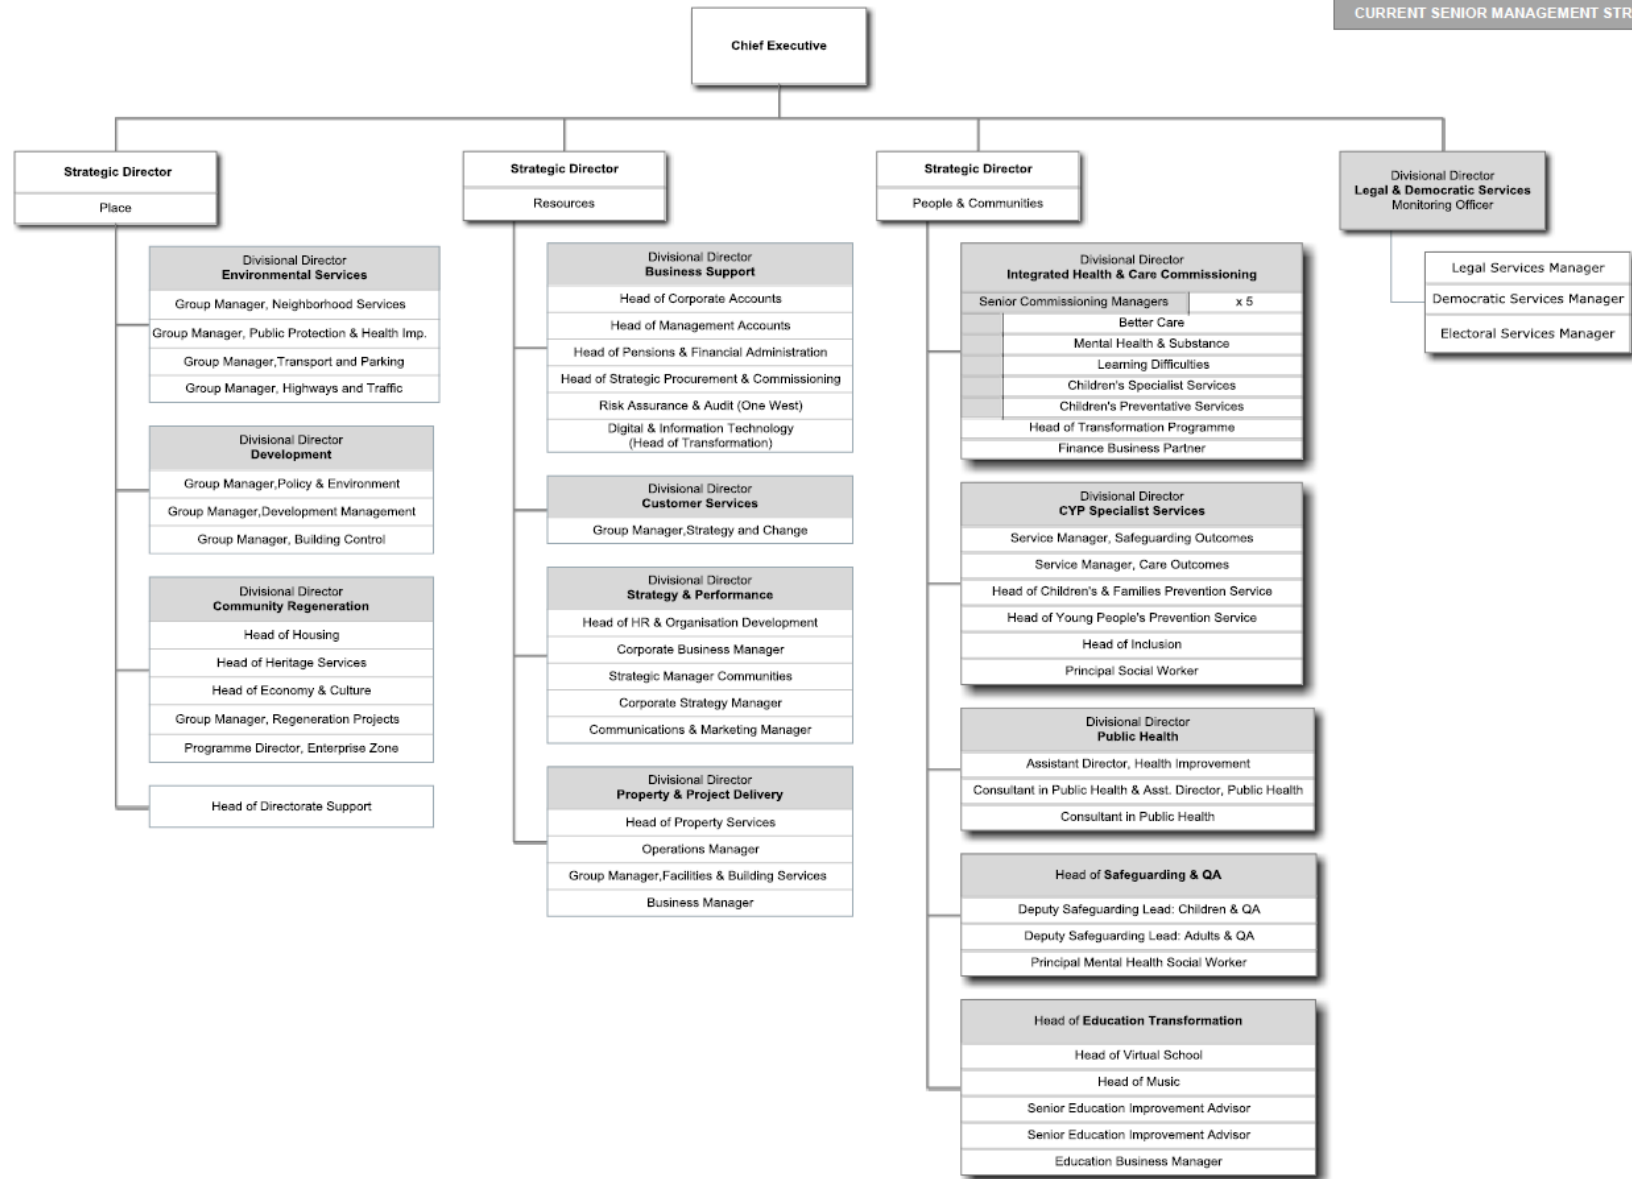 CURRENT SENIOR MANAGEMENT STR
Chief Executive
Strategic Director
Place
Divisional Director
Environmental Services
Group Manager, Neighborhood Services
Group Manager, Public Protection & Health Imp.
Group Manager,Transport and Parking
Group Manager, Highways and Traffic
Divisional Director
Development
Group Manager,Policy & Environment
Group Manager,Development Management
Group Manager, Building Control
Divisional Director
Community Regeneration
Head of Housing
Head of Heritage Services
Head of Economy & Culture
Group Manager, Regeneration Projects
Programme Director, Enterprise Zone
Head of Directorate Support
Strategic Director
Resources
Divisional Director
Business Support
Head of Corporate Accounts
Head of Management Accounts
Head of Pensions & Financial Administration
Head of Strategic Procurement & Commissioning
Risk Assurance & Audit (One West)
Digital & Information Technology
(Head of Transformation)
Divisional Director
Customer Services
Group Manager,Strategy and Change
Divisional Director
Strategy & Performance
Head of HR & Organisation Development
Corporate Business Manager
Strategic Manager Communities
Corporate Strategy Manager
Communications & Marketing Manager
Divisional Director
Property & Project Delivery
Head of Property Services
Operations Manager
Group Manager,Facilities & Building Services
Business Manager
Strategic Director
People & Communities
Divisional Director
Integrated Health & Care Commissioning
Senior Commissioning Managers x 5
Better Care
Mental Health & Substance
Learning Difficulties
Children's Specialist Services
Children's Preventative Services
Head of Transformation Programme
Finance Business Partner
Divisional Director
CYP Specialist Services
Service Manager, Safeguarding Outcomes
Service Manager, Care Outcomes
Head of Children's & Families Prevention Service
Head of Young People's Prevention Service
Head of Inclusion
Principal Social Worker
Divisional Director
Public Health
Assistant Director, Health Improvement
Consultant in Public Health & Asst. Director, Public Health
Consultant in Public Health
Head of Safeguarding & QA
Deputy Safeguarding Lead: Children & QA
Deputy Safeguarding Lead: Adults & QA
Principal Mental Health Social Worker
Head of Education Transformation
Head of Virtual School
Head of Music
Senior Education Improvement Advisor
Senior Education Improvement Advisor
Education Business Manager
Divisional Director
Legal & Democratic Services
Monitoring Officer
Legal Services Manager
Democratic Services Manager
Electoral Services Manager